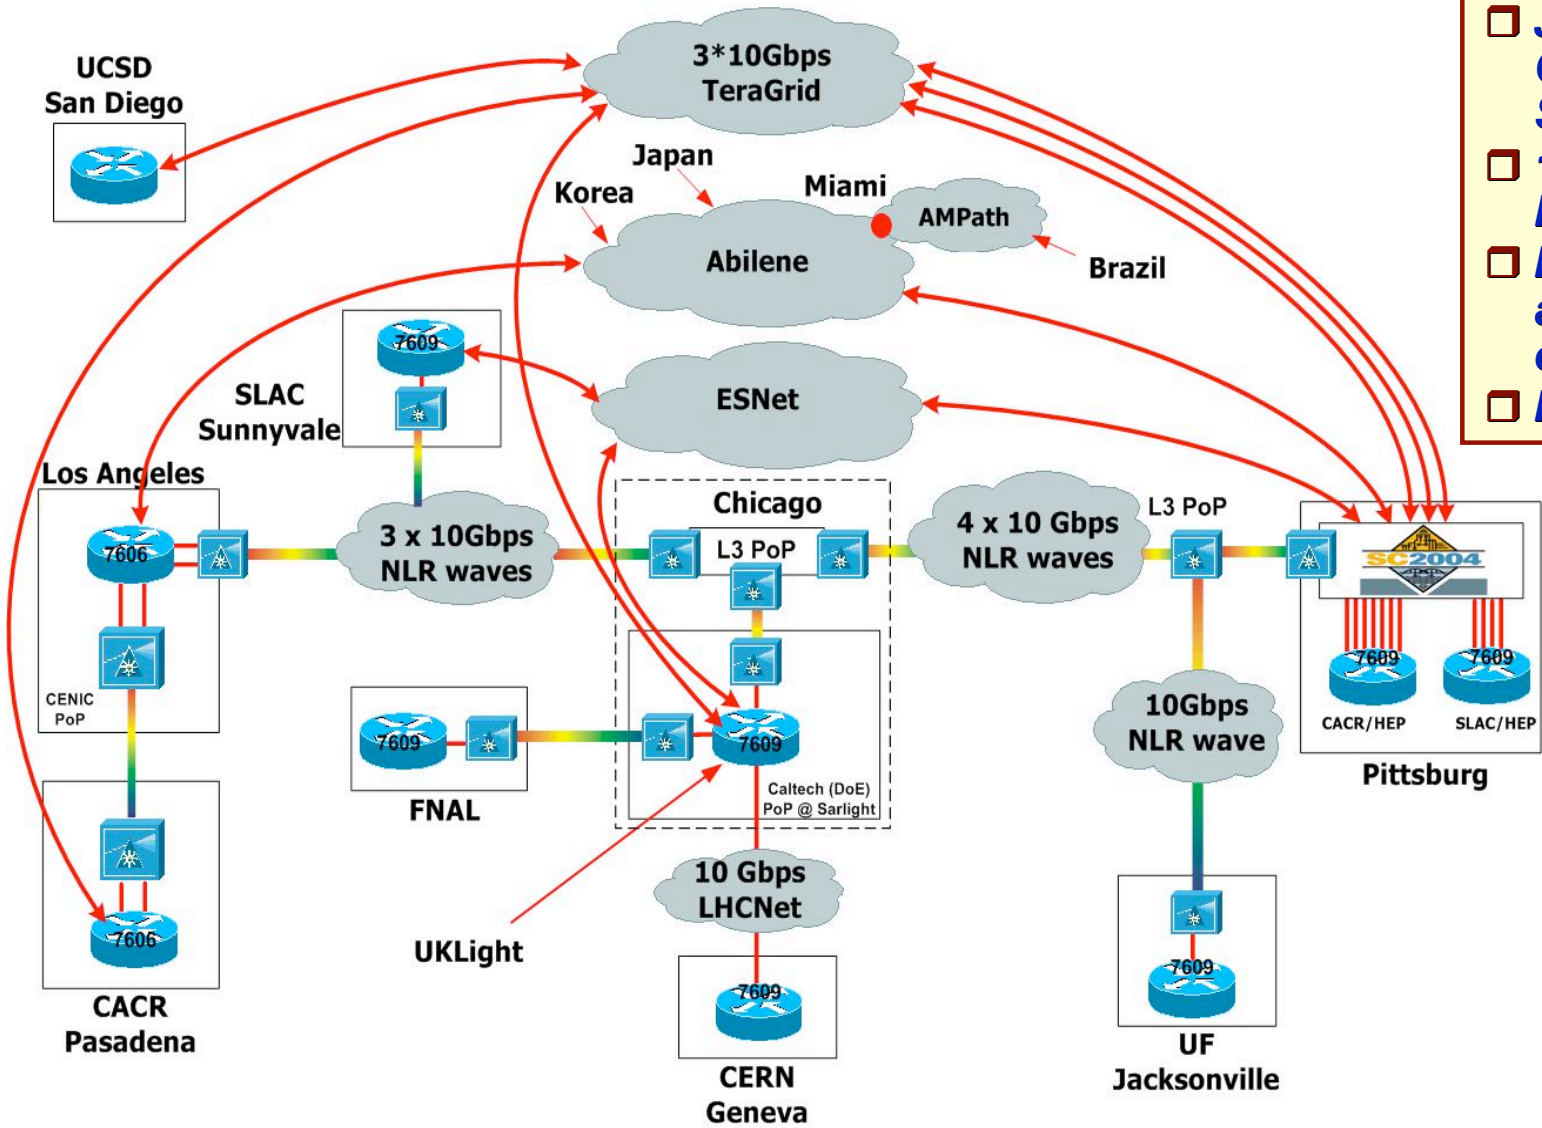 UCSD
San Diego
3*10Gbps
TeraGrid
Japan
Korea
Miami
AMPath
Brazil
Abilene
7609
SLAC
Sunnyvale
ESNet
Los Angeles
7606
CENIC
PoP
3 x 10Gbps
NLR waves
Chicago
L3 PoP
4 x 10 Gbps
NLR waves
L3 PoP
SC2004
7609
7609
CACR/HEP
SLAC/HEP
Pittsburg
7609
FNAL
7609
Caltech (DoE)
PoP @ Sarlight
10Gbps
NLR wave
7606
CACR
Pasadena
UKLight
10 Gbps
LHCNet
7609
CERN
Geneva
7609
UF
Jacksonville